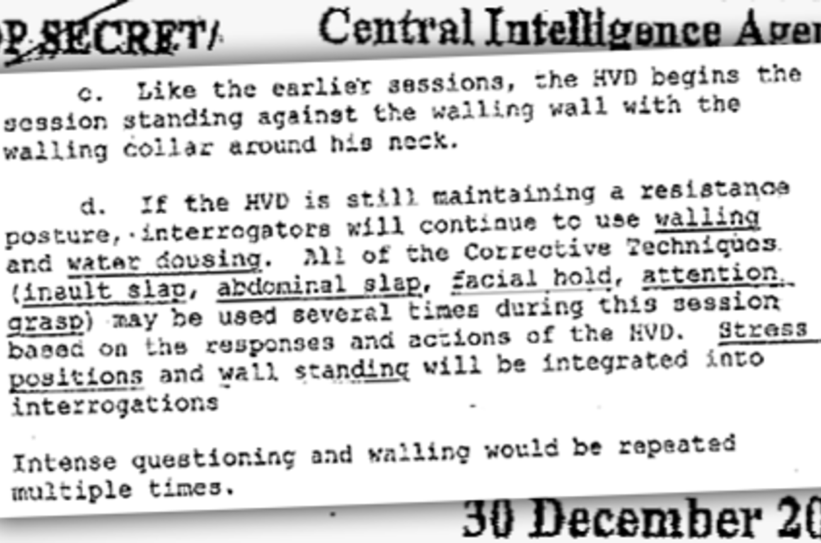 P SECRET/ Central Intelligence Agen
c. Like the earlier sessions, the HVD begins the
session standing against the walling wall with the
walling collar around his neck.
d. If the HVD is still maintaining a resistance
posture, interrogators will continue to use walling
and water dousing. All of the Corrective Techniques
(insult slap, abdominal slap, facial hold, attention
grasp) may be used several times during this session
based on the responses and actions of the HVD. Stress
positions and wall standing will be integrated into
interrogations
Intense questioning and walling would be repeated
multiple times.
30 December 20